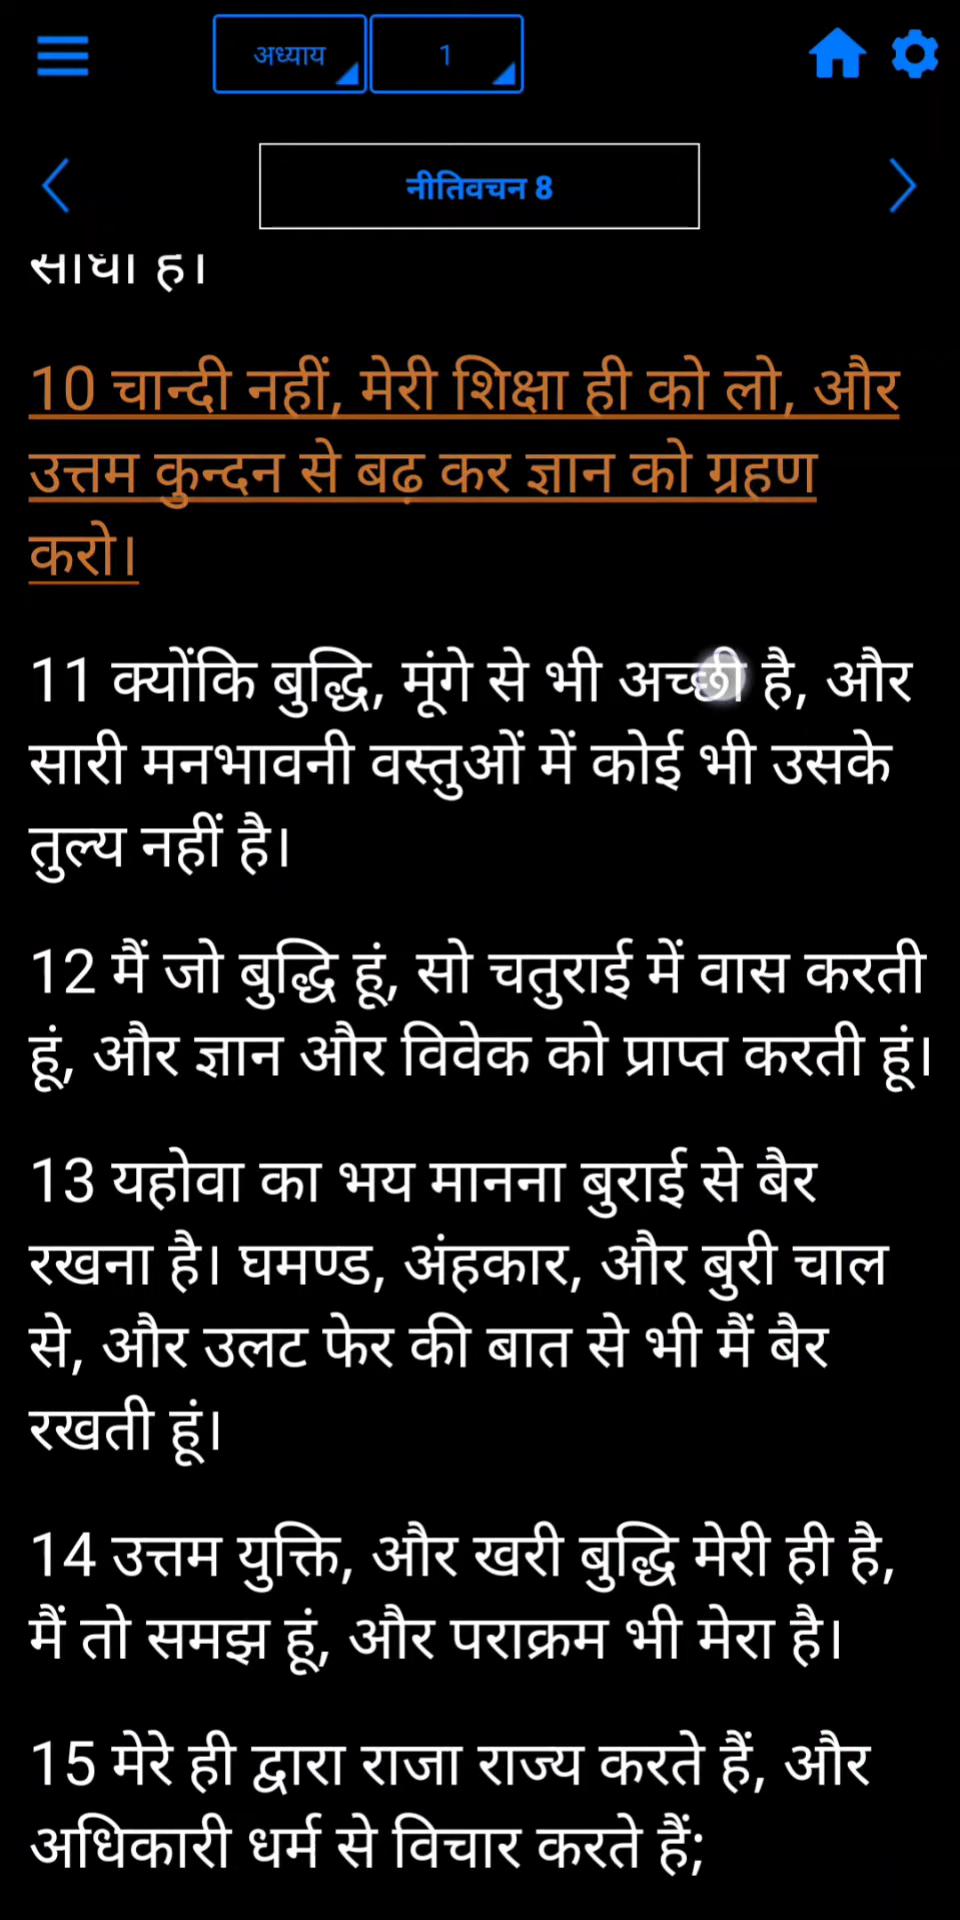 अध्याय 1
नीतिवचन 8
सीधी है।
10 चान्दी नहीं, मेरी शिक्षा ही को लो, और
उत्तम कुन्दन से बढ़ कर ज्ञान को ग्रहण
करो।
11 क्योंकि बुद्धि, मूंगे से भी अच्छी है, और
सारी मनभावनी वस्तुओं में कोई भी उसके
तुल्य नहीं है।
12 मैं जो बुद्धि हूं, सो चतुराई में वास करती
हूं, और ज्ञान और विवेक को प्राप्त करती हूं।
13 यहोवा का भय मानना बुराई से बैर
रखना है। घमण्ड, अंहकार, और बुरी चाल
से, और उलट फेर की बात से भी मैं बैर
रखती हूं।
14 उत्तम युक्ति, और खरी बुद्धि मेरी ही है,
मैं तो समझ हूं, और पराक्रम भी मेरा है।
15 मेरे ही द्वारा राजा राज्य करते हैं, और
अधिकारी धर्म से विचार करते हैं;